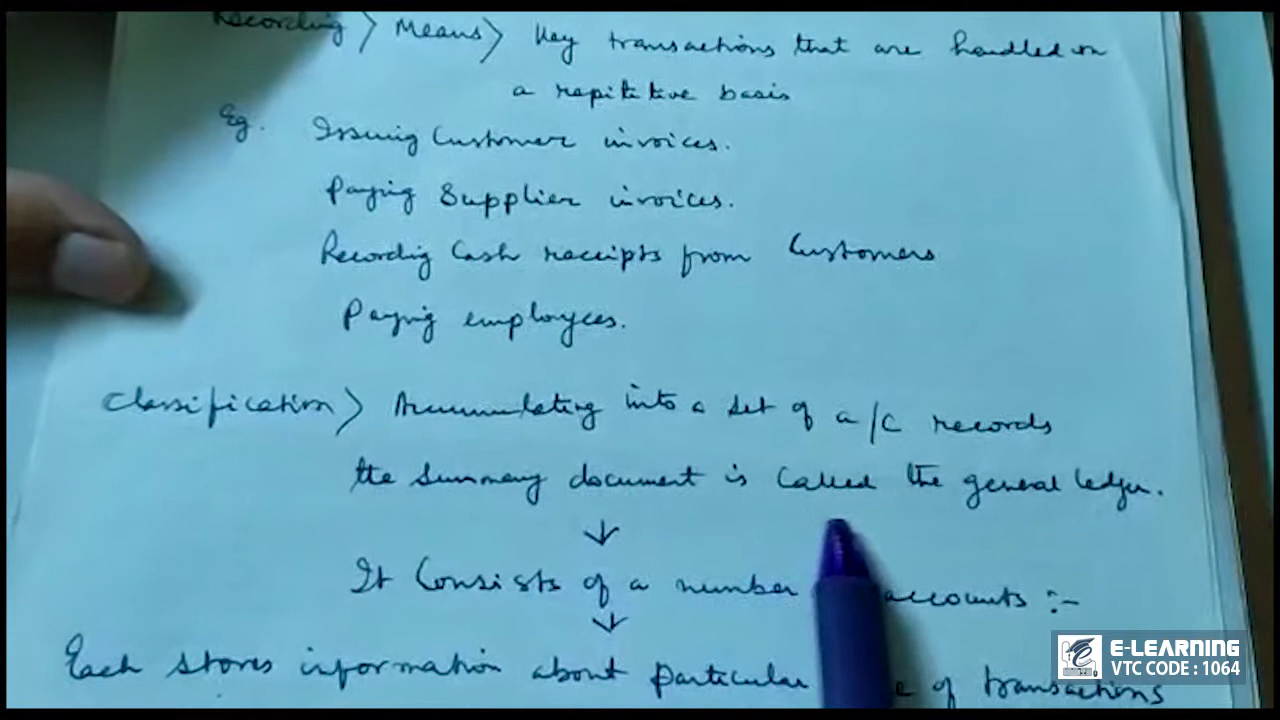 Recording > Means > Key transactions that are handled on
a repititive basis
Eg. Issuing Customer invoices.
Paying Supplier invoices.
Recording Cash receipts from Customers
Paying employees.
Classification > Accumulating into a set of a/c records
the Summary document is Called the general ledger.
↓
It Consists of a number accounts :-
↓
Each stores information about particular of transactions
E-LEARNING
VTC CODE : 1064